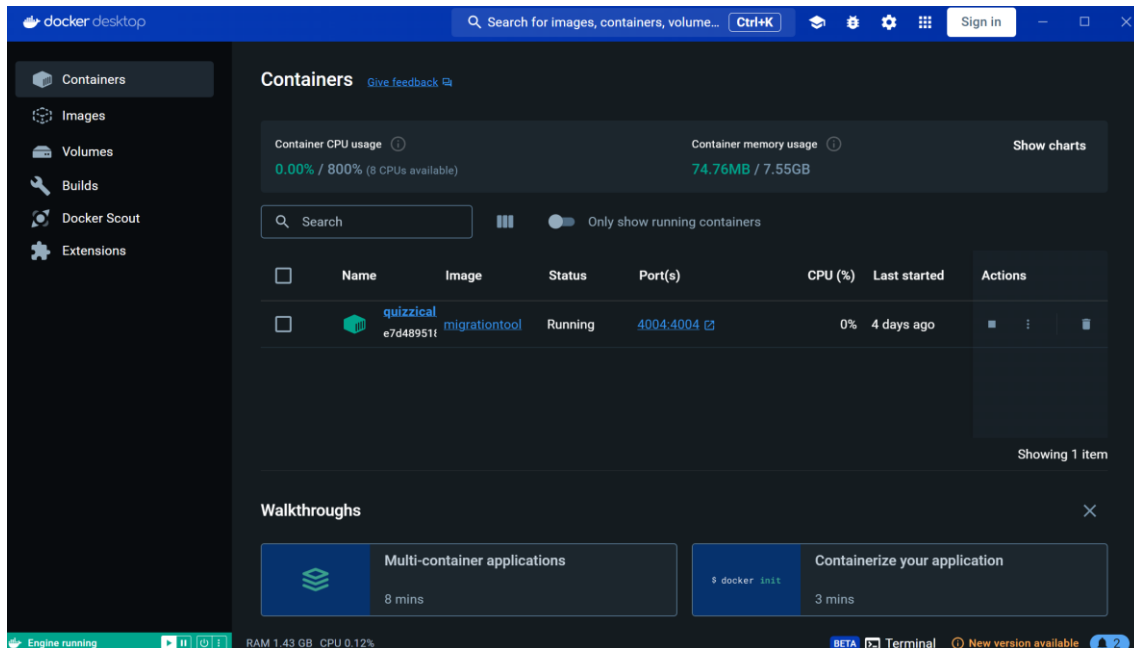 docker desktop
Search for images, containers, volume... Ctrl+K
Sign in
Containers
Images
Volumes
Builds
Docker Scout
Extensions
Containers Give feedback
Container CPU usage
0.00% / 800% (8 CPUs available)
Container memory usage
74.76MB / 7.55GB
Show charts
Search
Only show running containers
Name Image Status Port(s) CPU (%) Last started Actions
quizzical
e7d489518
migrationtool Running 4004:4004 0% 4 days ago
Showing 1 item
Walkthroughs
Multi-container applications
8 mins
$ docker init
Containerize your application
3 mins
Engine running
RAM 1.43 GB CPU 0.12%
BETA Terminal New version available 2